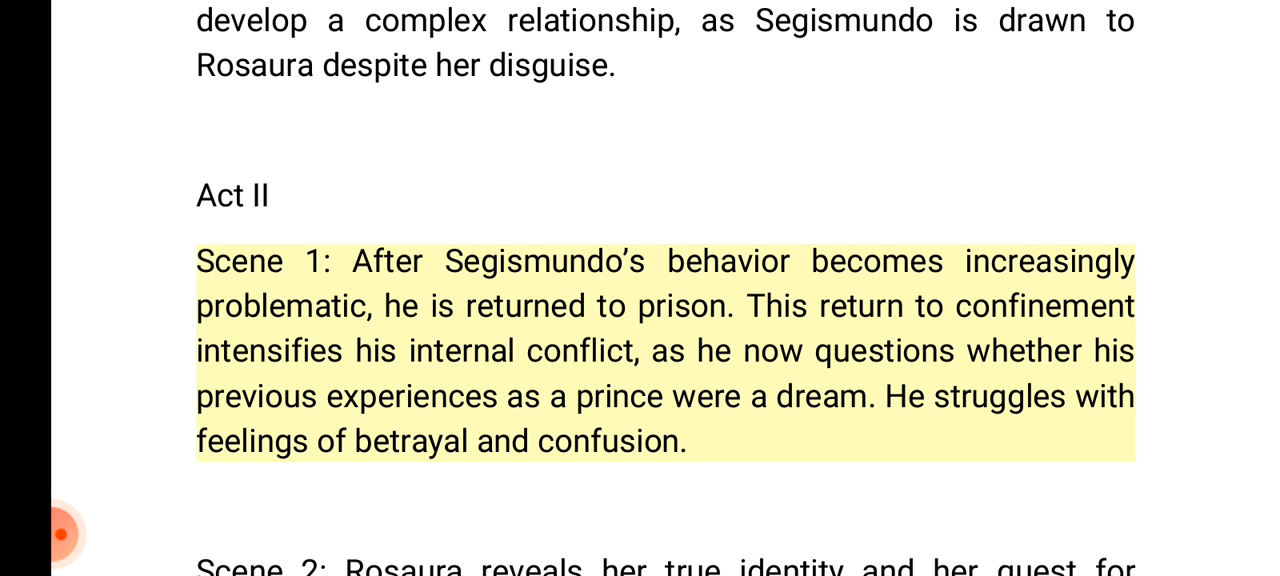 develop a complex relationship, as Segismundo is drawn to
Rosaura despite her disguise.
Act II
Scene 1: After Segismundo’s behavior becomes increasingly
problematic, he is returned to prison. This return to confinement
intensifies his internal conflict, as he now questions whether his
previous experiences as a prince were a dream. He struggles with
feelings of betrayal and confusion.
Scene 2: Rosaura reveals her true identity and her quest for